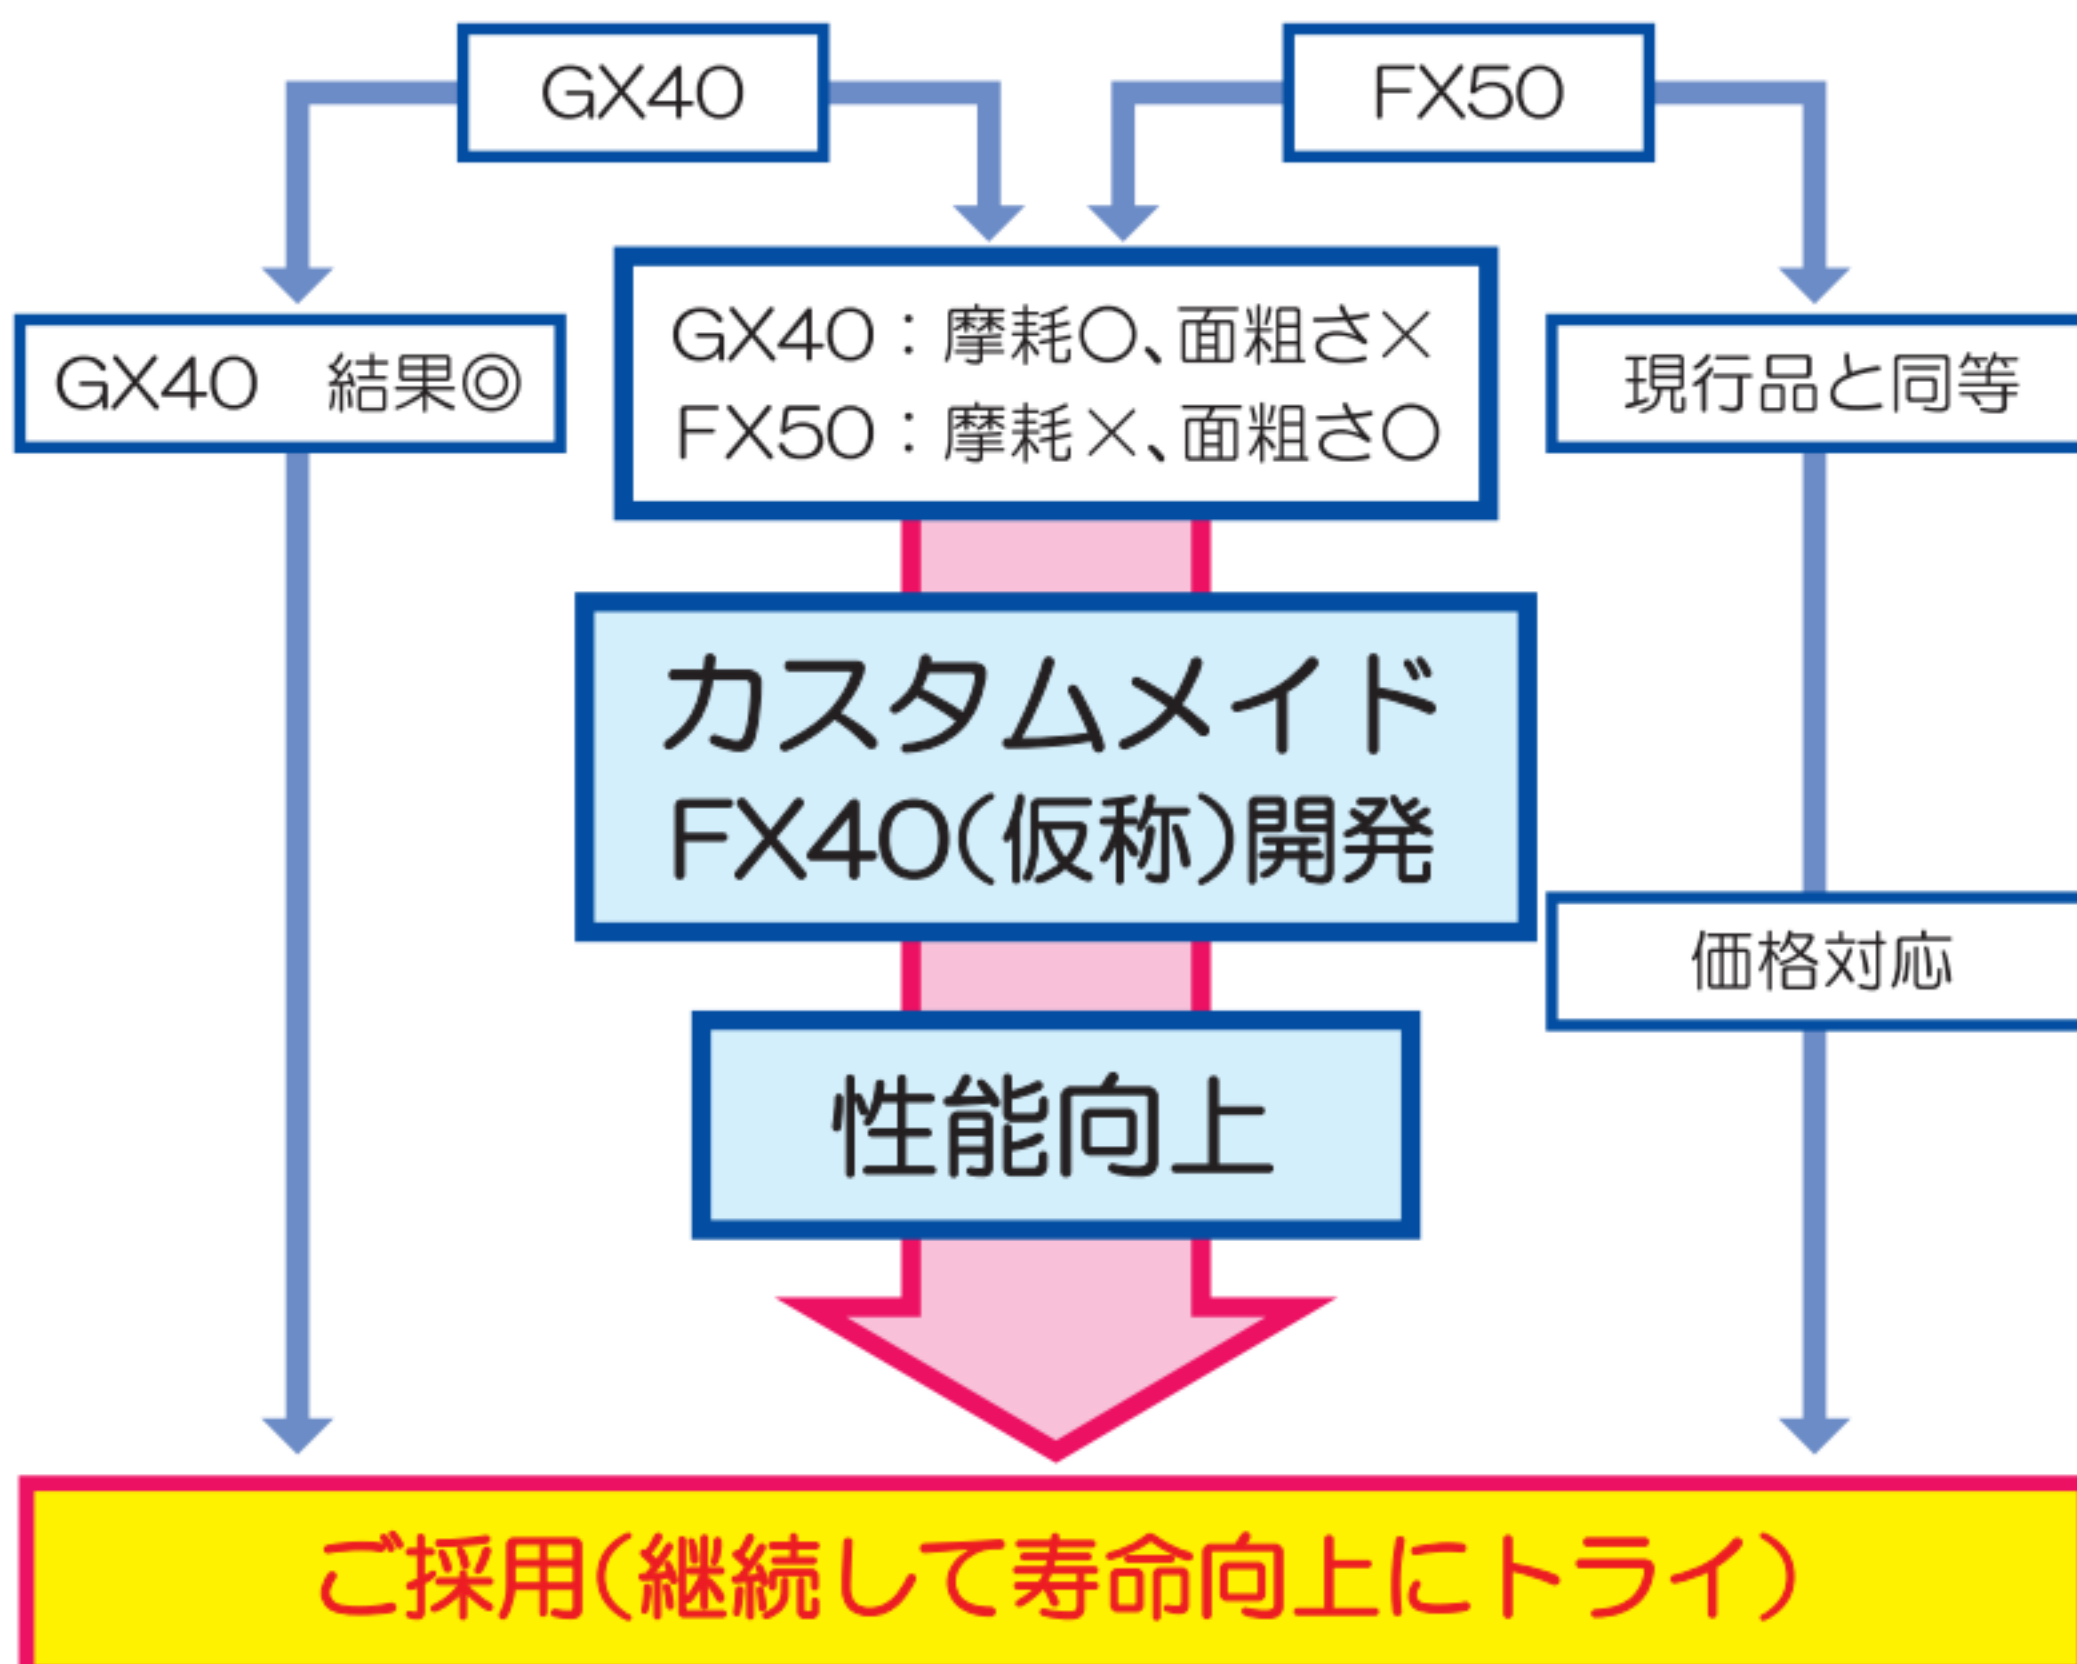 GX40
FX50
GX40　結果◎
GX40：摩耗〇、面粗さ×
FX50：摩耗×、面粗さ〇
現行品と同等
カスタムメイド
FX40(仮称)開発
価格対応
性能向上
ご採用(継続して寿命向上にトライ)